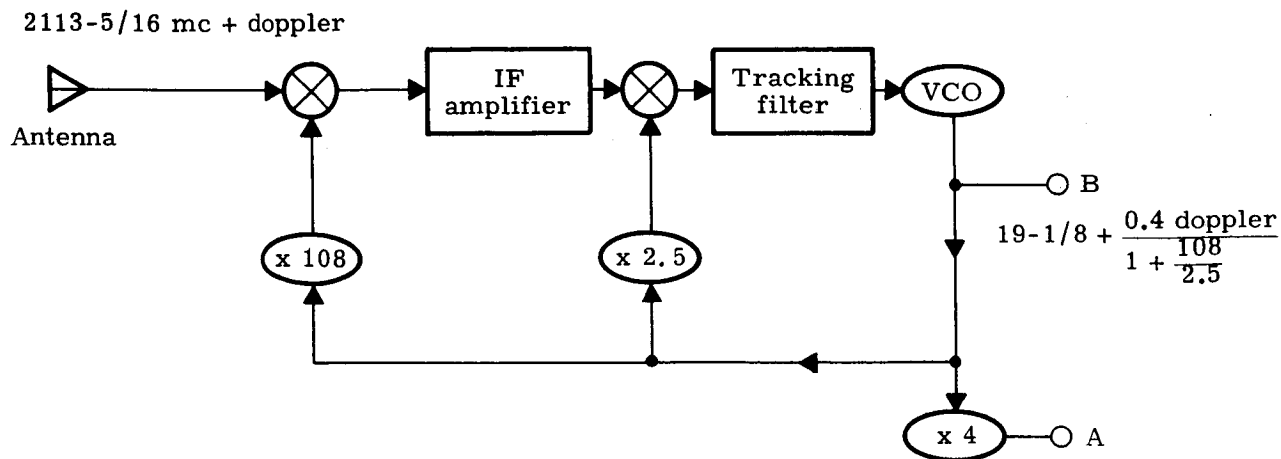 2113-5/16 mc + doppler
IF
amplifier
Tracking
filter
VCO
Antenna
B
19-1/8 + 0.4 doppler
1 + 108
2.5
x 108
x 2.5
x 4
A